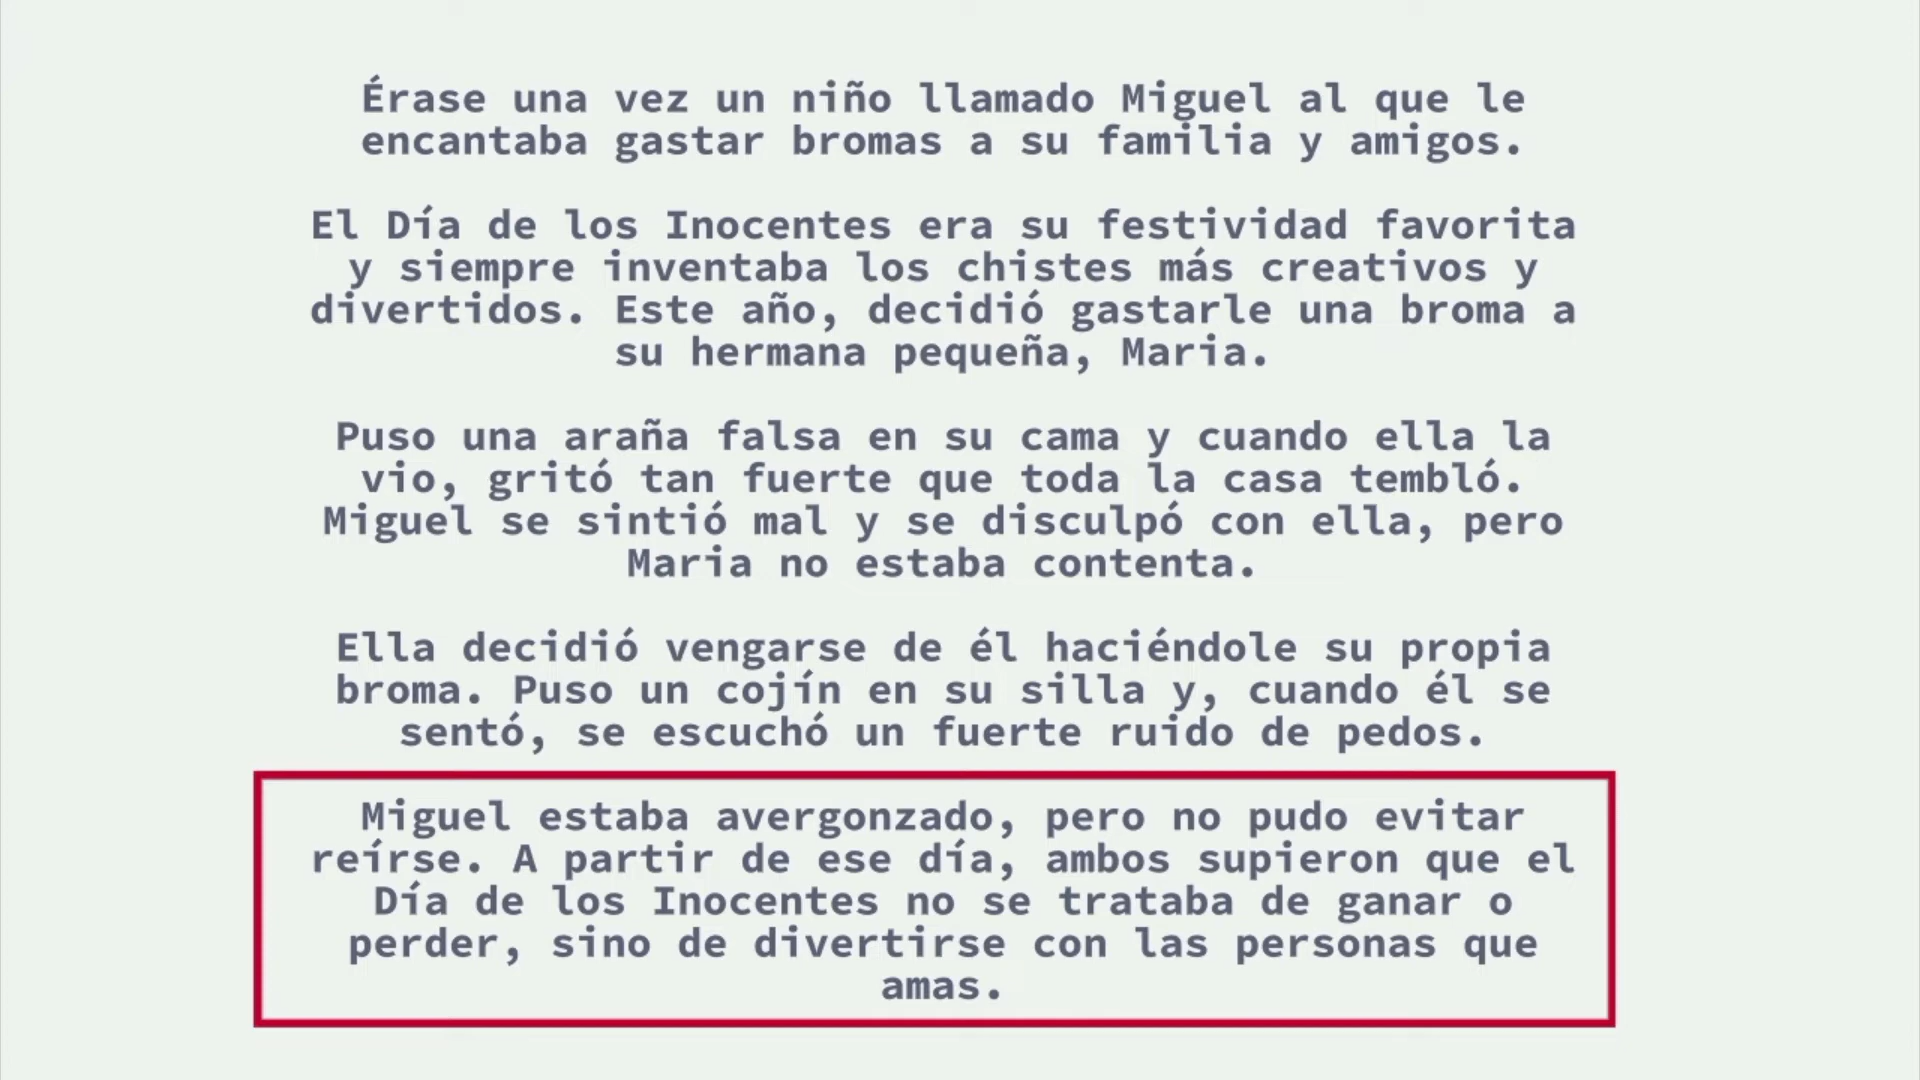 Érase una vez un niño llamado Miguel al que le
encantaba gastar bromas a su familia y amigos.
El Día de los Inocentes era su festividad favorita
y siempre inventaba los chistes más creativos y
divertidos. Este año, decidió gastarle una broma a
su hermana pequeña, Maria.
Puso una araña falsa en su cama y cuando ella la
vio, gritó tan fuerte que toda la casa tembló.
Miguel se sintió mal y se disculpó con ella, pero
Maria no estaba contenta.
Ella decidió vengarse de él haciéndole su propia
broma. Puso un cojín en su silla y, cuando él se
sentó, se escuchó un fuerte ruido de pedos.
Miguel estaba avergonzado, pero no pudo evitar
reírse. A partir de ese día, ambos supieron que el
Día de los Inocentes no se trataba de ganar o
perder, sino de divertirse con las personas que
amas.